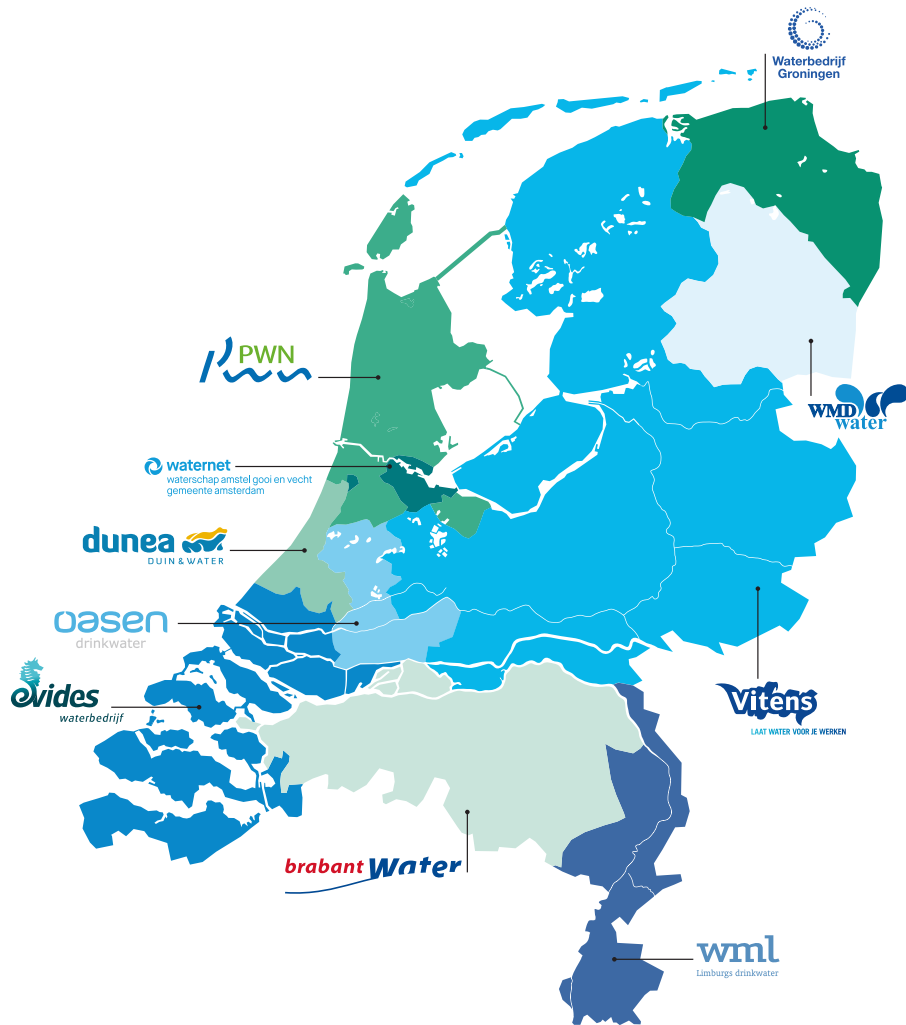 Waterbedrijf
Groningen
PWN
WMD
water
waternet
waterschap amstel gooi en vecht
gemeente amsterdam
dunea
DUIN & WATER
oasen
drinkwater
evides
waterbedrijf
Vitens
LAAT WATER VOOR JE WERKEN
brabant Water
wml
Limburgs drinkwater